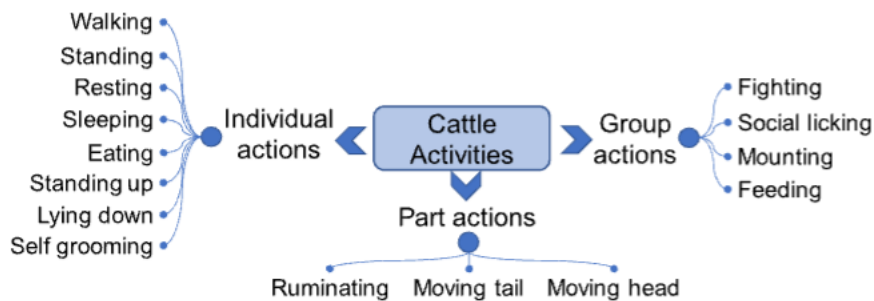 Walking
Standing
Resting
Sleeping
Eating
Standing up
Lying down
Self grooming
Individual
actions
Cattle
Activities
Group
actions
Fighting
Social licking
Mounting
Feeding
Part actions
Ruminating
Moving tail
Moving head